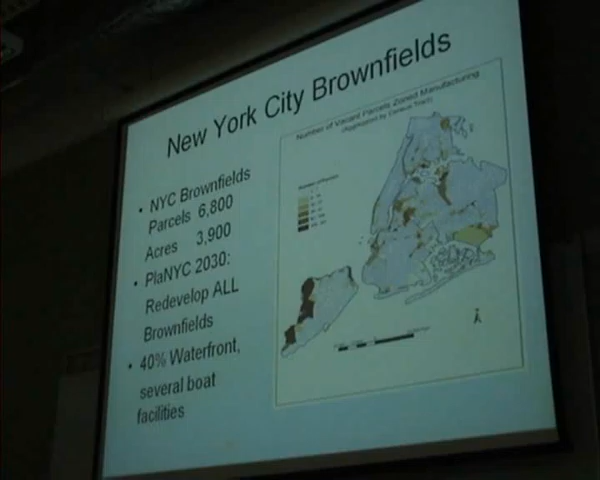 New York City Brownfields
Number of Vacant Parcels Zoned Manufacturing
(Aggregated by Census Tract)
• NYC Brownfields
Parcels 6,800
Acres 3,900
• PlaNYC 2030:
Redevelop ALL
Brownfields
• 40% Waterfront,
several boat
facilities